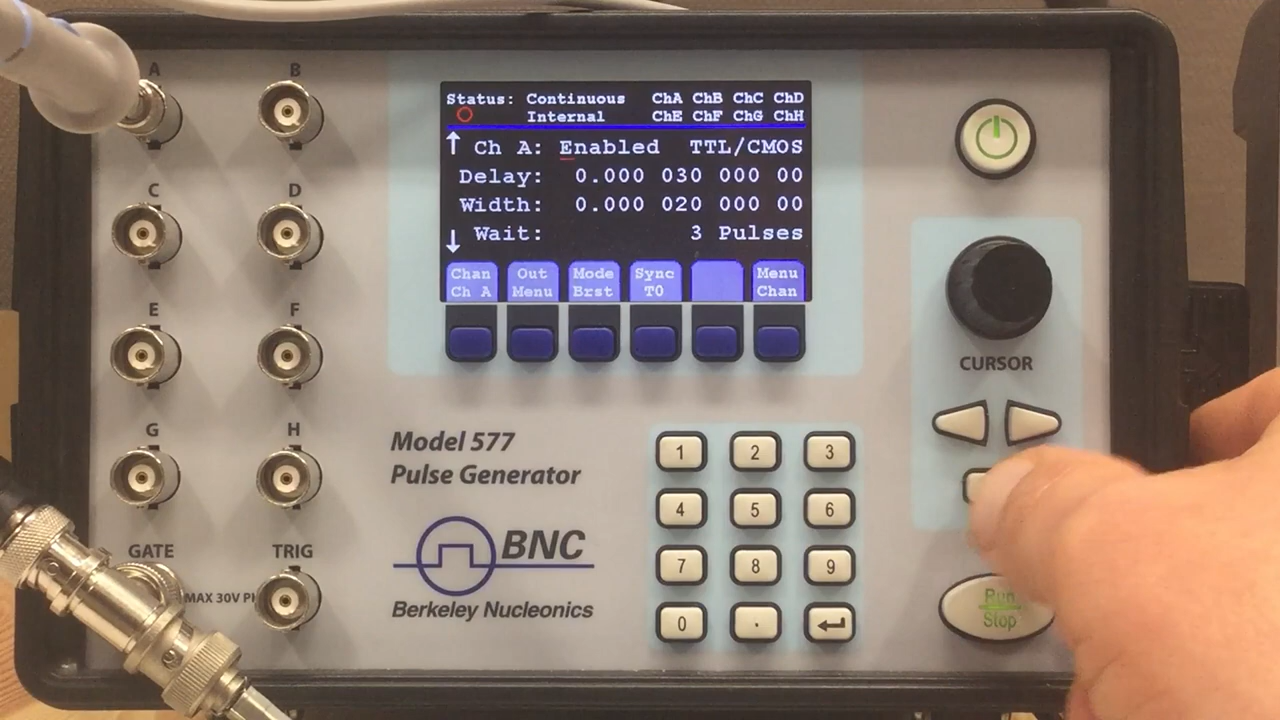 A B
C D
E F
G H
GATE TRIG
MAX 30V
Status: Continuous ChA ChB ChC ChD
Internal ChE ChF ChG ChH
Ch A: Enabled TTL/CMOS
Delay: 0.000 030 000 00
Width: 0.000 020 000 00
Wait: 3 Pulses
Chan Out Mode Sync Menu
Ch A Menu Brst T0 Chan
Model 577
Pulse Generator
BNC
Berkeley Nucleonics
1 2 3
4 5 6
7 8 9
0 .
CURSOR
Run
Stop